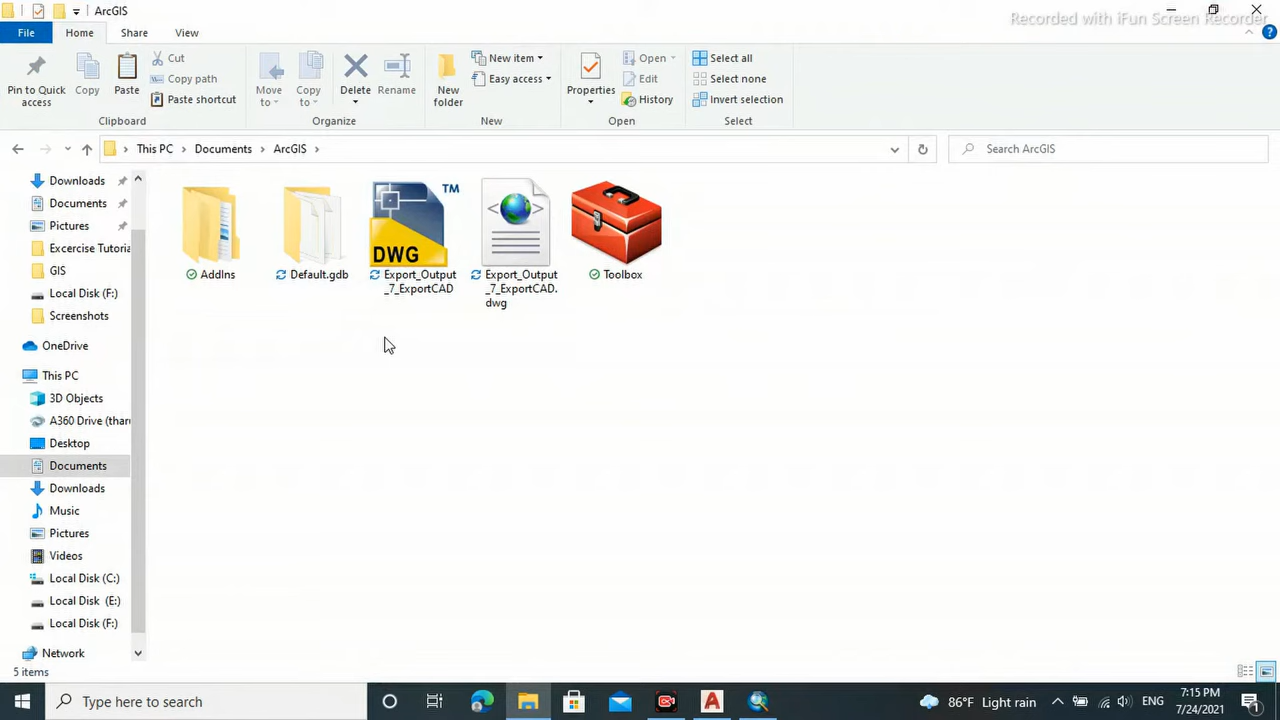 ArcGIS
Recorded with iFun Screen Recorder
File
Home
Share
View
Pin to Quick
access
Copy
Paste
Cut
Copy path
Paste shortcut
Clipboard
Move
to
Copy
to
Delete
Rename
Organize
New
folder
New item
Easy access
New
Properties
Open
Edit
History
Open
Select all
Select none
Invert selection
Select
This PC
Documents
ArcGIS
Search ArcGIS
Downloads
Documents
Pictures
Excercise Tutoria
GIS
Local Disk (F:)
Screenshots
OneDrive
This PC
3D Objects
A360 Drive (thar
Desktop
Documents
Downloads
Music
Pictures
Videos
Local Disk (C:)
Local Disk (E:)
Local Disk (F:)
Network
AddIns
Default.gdb
DWG
TM
Export_Output
_7_ExportCAD
Export_Output
_7_ExportCAD.
dwg
Toolbox
5 items
Type here to search
86°F Light rain
ENG
7:15 PM
7/24/2021
1